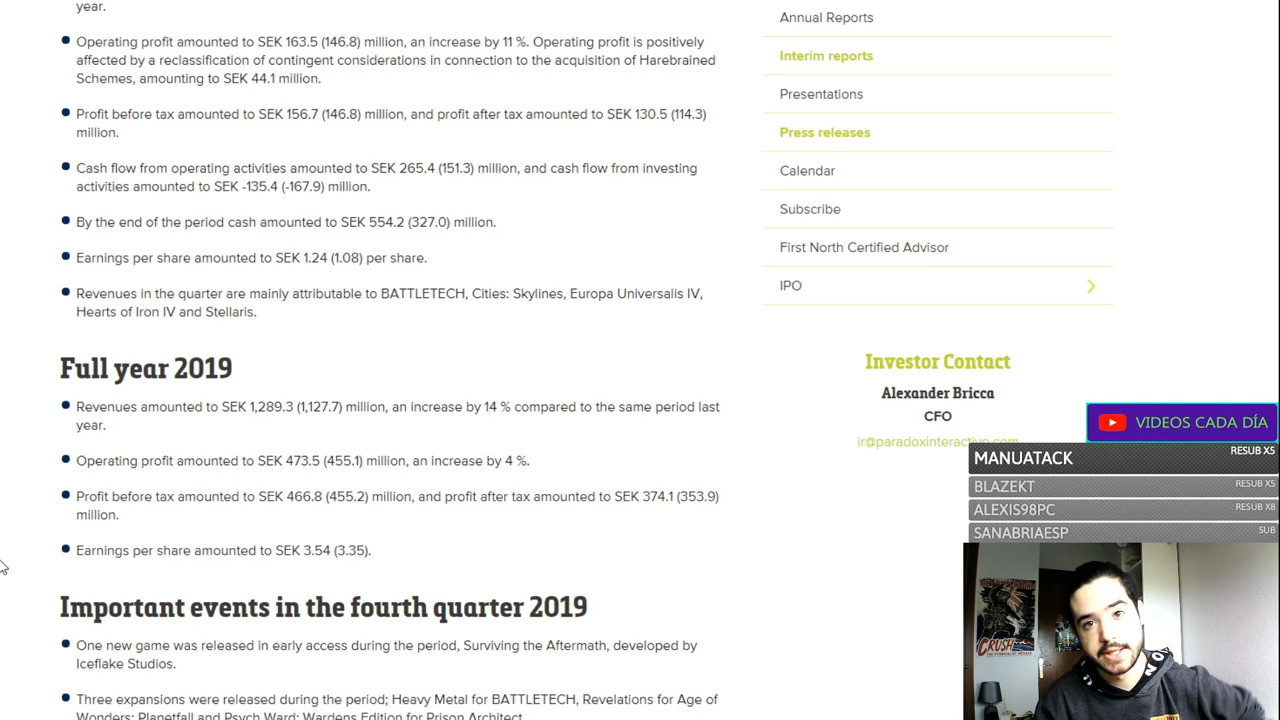 year.
Operating profit amounted to SEK 163.5 (146.8) million, an increase by 11 %. Operating profit is positively
affected by a reclassification of contingent considerations in connection to the acquisition of Harebrained
Schemes, amounting to SEK 44.1 million.
Profit before tax amounted to SEK 156.7 (146.8) million, and profit after tax amounted to SEK 130.5 (114.3)
million.
Cash flow from operating activities amounted to SEK 265.4 (151.3) million, and cash flow from investing
activities amounted to SEK -135.4 (-167.9) million.
By the end of the period cash amounted to SEK 554.2 (327.0) million.
Earnings per share amounted to SEK 1.24 (1.08) per share.
Revenues in the quarter are mainly attributable to BATTLETECH, Cities: Skylines, Europa Universalis IV,
Hearts of Iron IV and Stellaris.
Full year 2019
Revenues amounted to SEK 1,289.3 (1,127.7) million, an increase by 14 % compared to the same period last
year.
Operating profit amounted to SEK 473.5 (455.1) million, an increase by 4 %.
Profit before tax amounted to SEK 466.8 (455.2) million, and profit after tax amounted to SEK 374.1 (353.9)
million.
Earnings per share amounted to SEK 3.54 (3.35).
Important events in the fourth quarter 2019
One new game was released in early access during the period, Surviving the Aftermath, developed by
Iceflake Studios.
Three expansions were released during the period; Heavy Metal for BATTLETECH, Revelations for Age of
Wonders: Planetfall and Psych Ward: Wardens Edition for Prison Architect.
Annual Reports
Interim reports
Presentations
Press releases
Calendar
Subscribe
First North Certified Advisor
IPO
Investor Contact
Alexander Bricca
CFO
ir@paradoxinteractive.com
VIDEOS CADA DÍA
MANUATACK RESUB X5
BLAZEKT RESUB X5
ALEXIS98PC RESUB X8
SANABRIAESP SUB
CRUSH